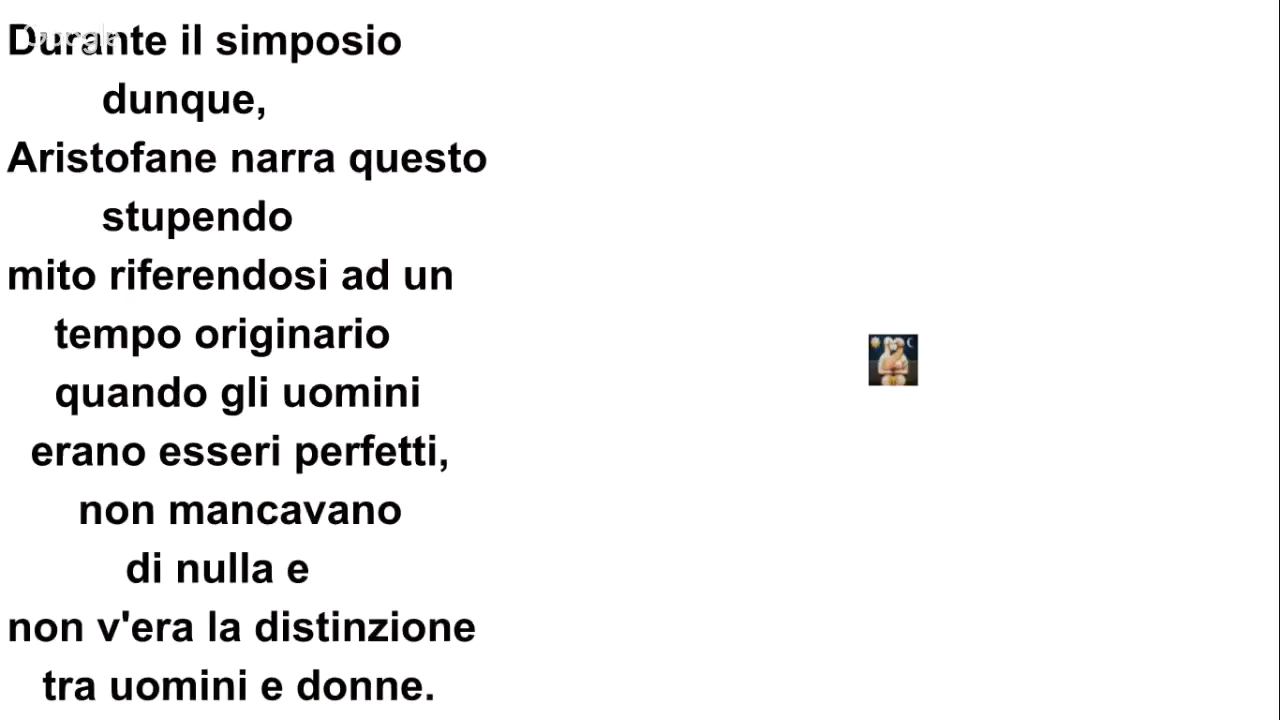 Durante il simposio
dunque,
Aristofane narra questo
stupendo
mito riferendosi ad un
tempo originario
quando gli uomini
erano esseri perfetti,
non mancavano
di nulla e
non v'era la distinzione
tra uomini e donne.
Google